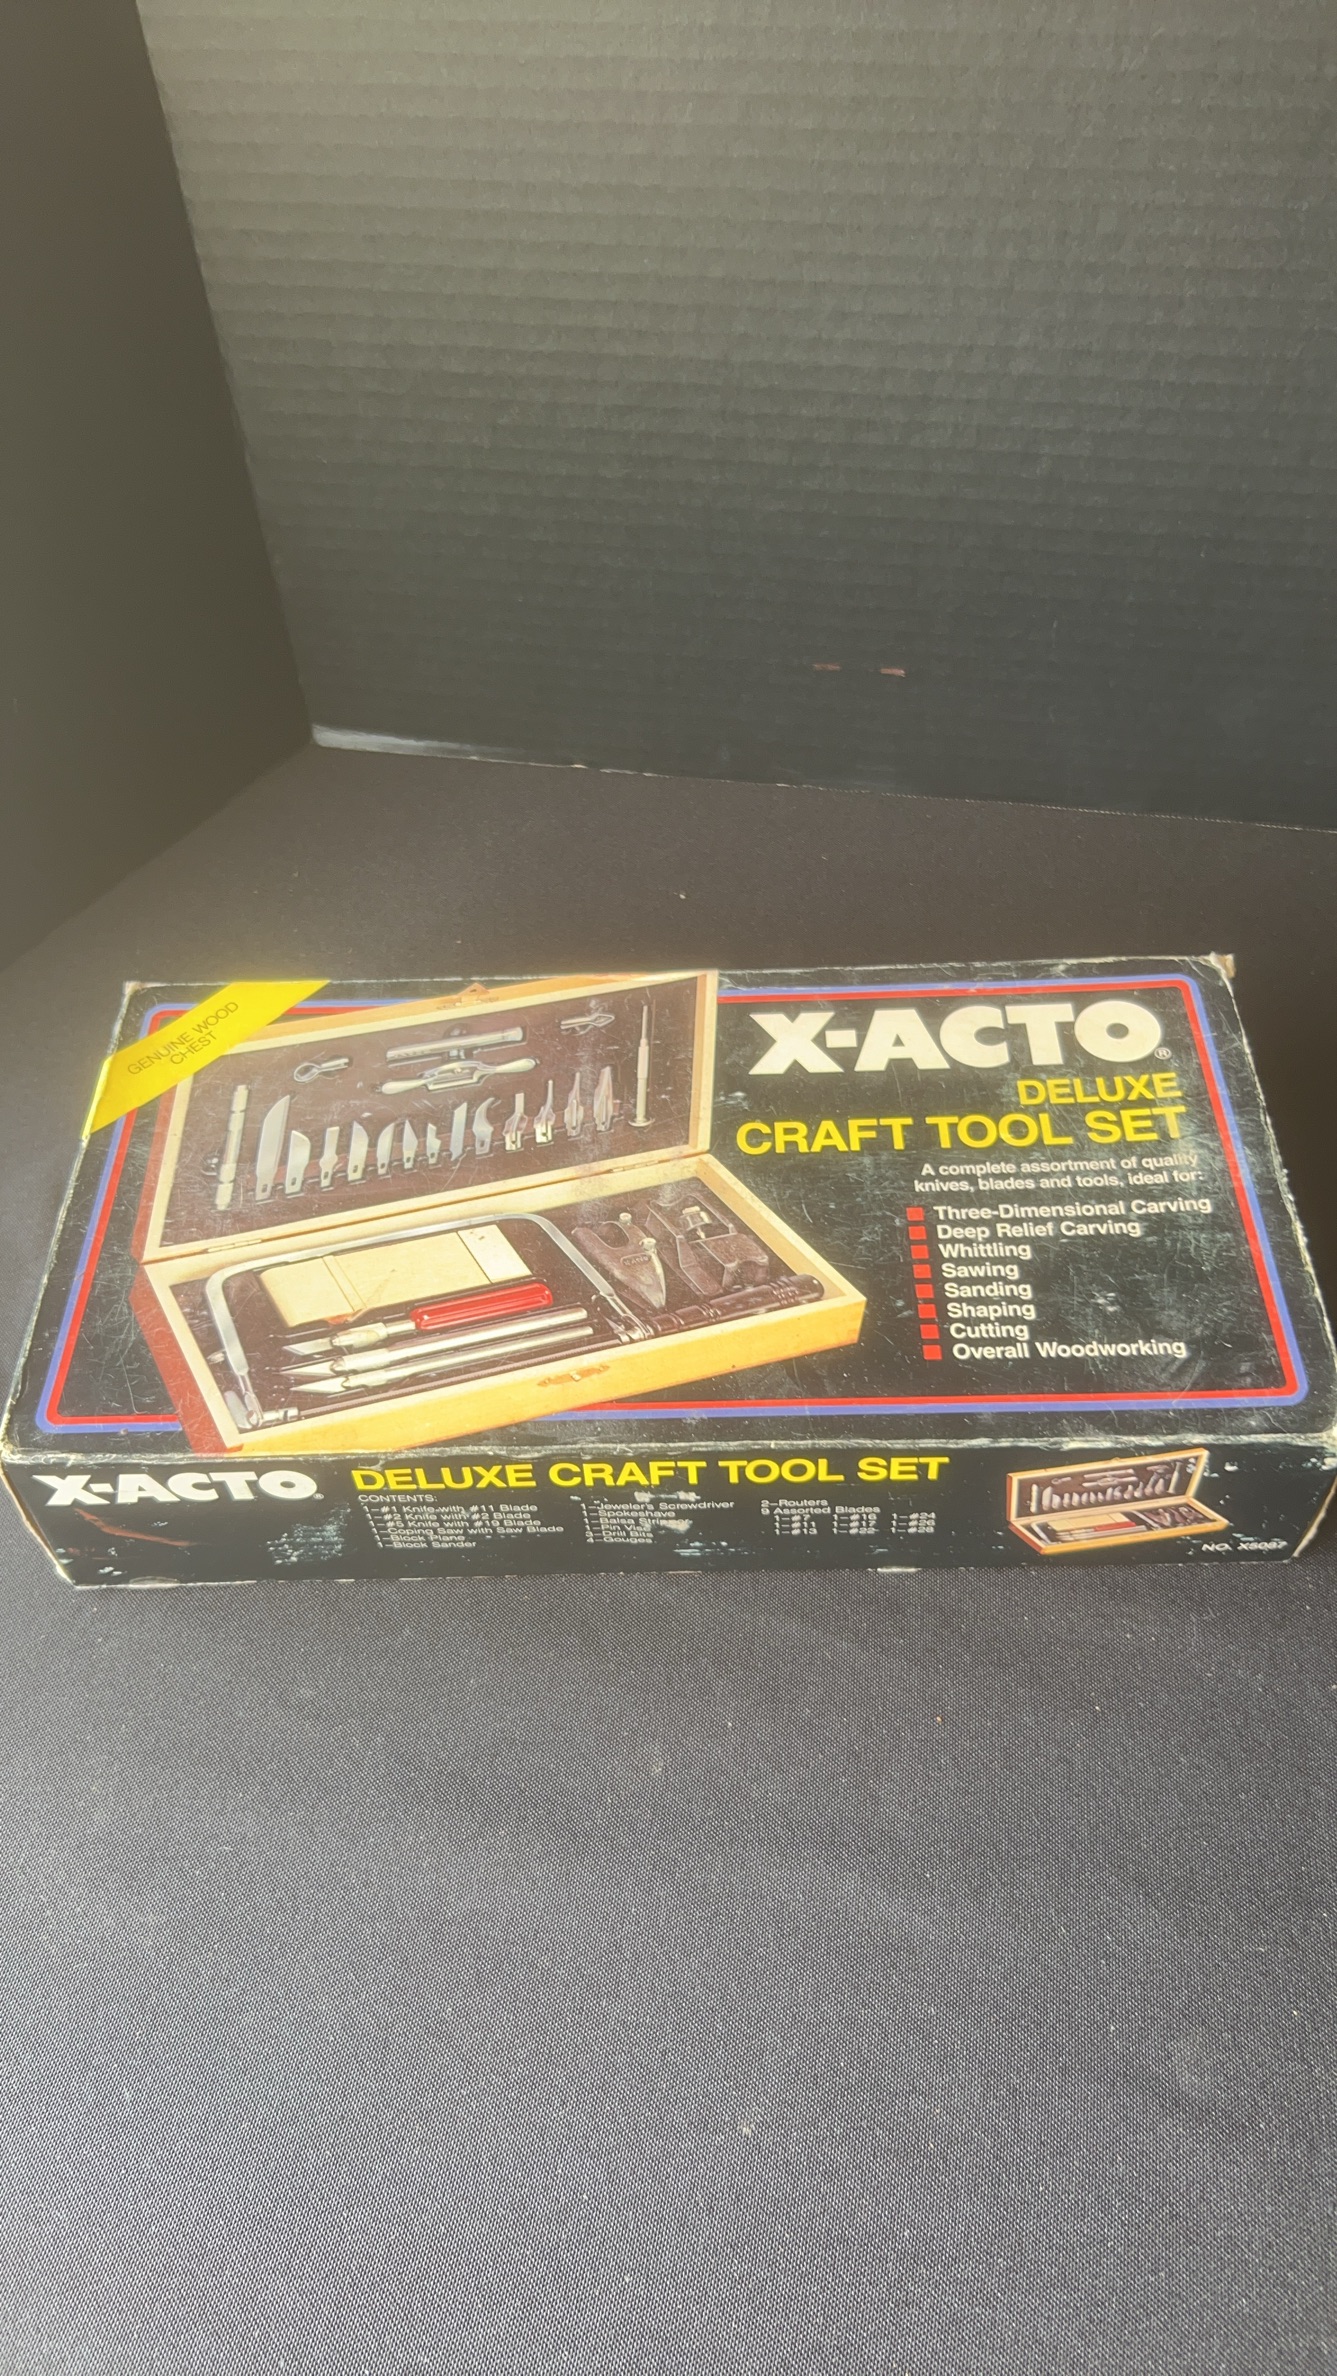 GENUINE WOOD
CHEST
X-ACTO®
DELUXE
CRAFT TOOL SET
A complete assortment of quality
knives, blades and tools, ideal for:
Three-Dimensional Carving
Deep Relief Carving
Whittling
Sawing
Sanding
Shaping
Cutting
Overall Woodworking
X-ACTO®
DELUXE CRAFT TOOL SET
CONTENTS:
1-#1 Knife with #11 Blade
1-#2 Knife with #2 Blade
1-#5 Knife with #19 Blade
1-Coping Saw with Saw Blade
1-Block Plane
1-Block Sander
1-Jeweler's Screwdriver
1-Spokeshave
1-Balsa Stripper
1-Pin Vise
3-Drill Bits
4-Gouges
2-Routers
9 Assorted Blades
1-#7 1-#16 1-#24
1-#17 1-#26
1-#13 1-#22 1-#28
NO. X5087